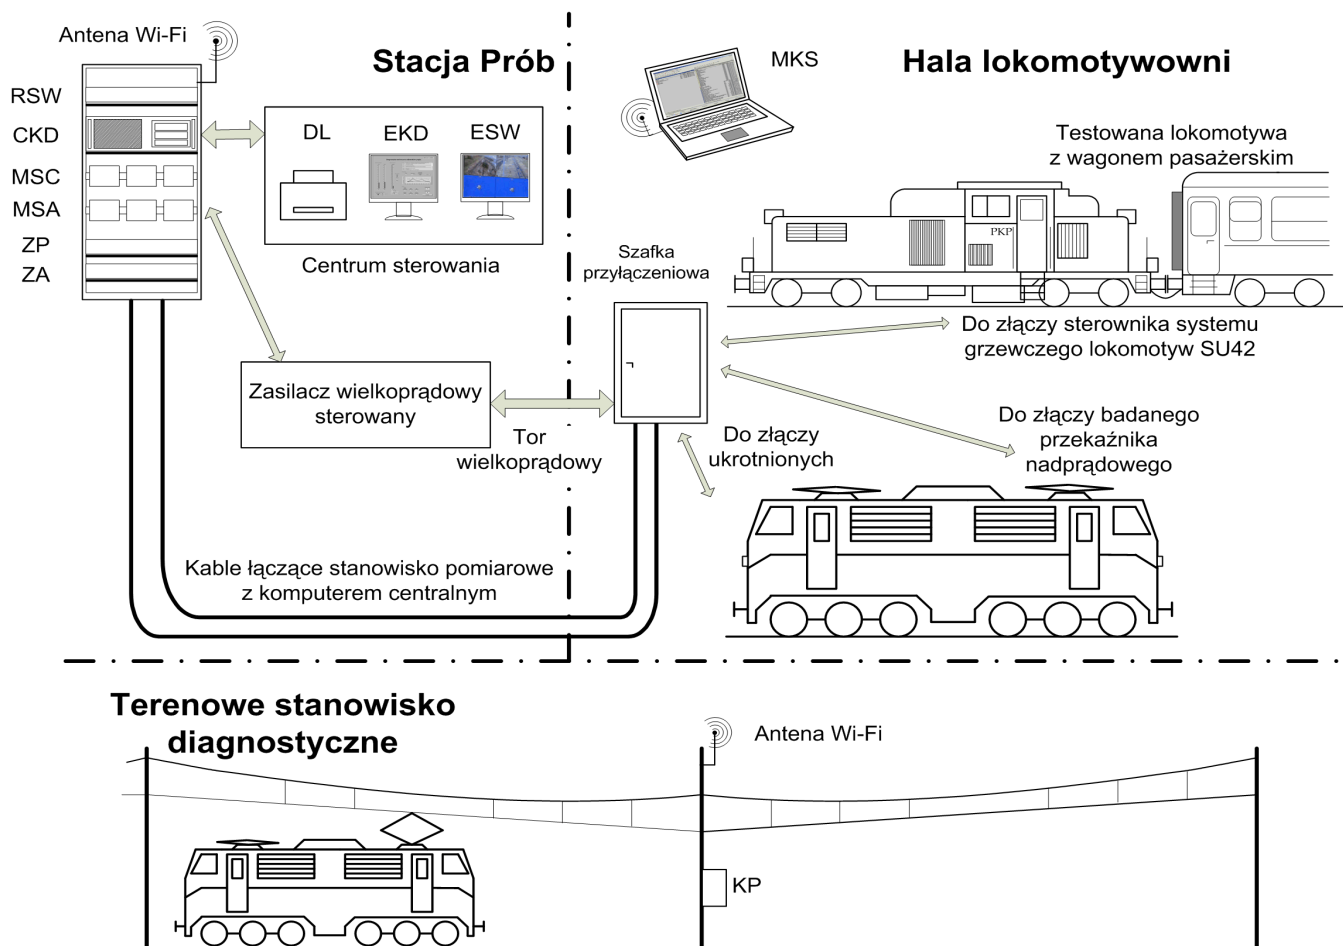 Antena Wi-Fi
Stacja Prób
MKS
Hala lokomotywowni
RSW
CKD
MSC
MSA
ZP
ZA
DL
EKD
ESW
Centrum sterowania
Testowana lokomotywa
z wagonem pasażerskim
PKP
Szafka
przyłączeniowa
Do złączy sterownika systemu
grzewczego lokomotyw SU42
Zasilacz wielkoprądowy
sterowany
Tor
wielkoprądowy
Do złączy
ukrotnionych
Do złączy badanego
przekaźnika
nadprądowego
Kable łączące stanowisko pomiarowe
z komputerem centralnym
Terenowe stanowisko
diagnostyczne
Antena Wi-Fi
KP